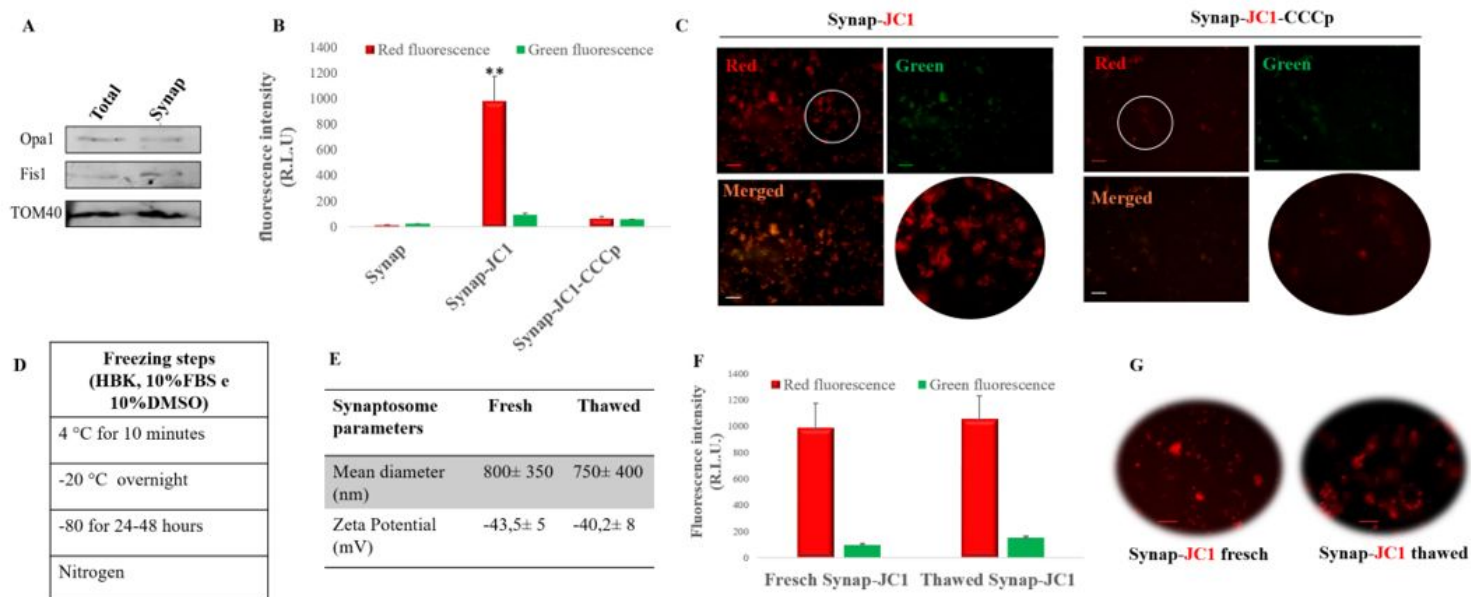 A
Total
Synap
Opa1
Fis1
TOM40
B
Red fluorescence
Green fluorescence
fluorescence intensity
(R.L.U)
1400
1200
1000
800
600
400
200
0
**
Synap
Synap-JC1
Synap-JC1-CCCp
C
Synap-JC1
Red
Green
Merged
Synap-JC1-CCCp
Red
Green
Merged
D
Freezing steps
(HBK, 10%FBS e
10%DMSO)
4 °C for 10 minutes
-20 °C overnight
-80 for 24-48 hours
Nitrogen
E
Synaptosome
parameters
Fresh
Thawed
Mean diameter
(nm)
800± 350
750± 400
Zeta Potential
(mV)
-43,5± 5
-40,2± 8
F
Red fluorescence
Green fluorescence
Fluorescence intensity
(R.L.U.)
1400
1200
1000
800
600
400
200
0
Fresch Synap-JC1
Thawed Synap-JC1
G
Synap-JC1 fresch
Synap-JC1 thawed